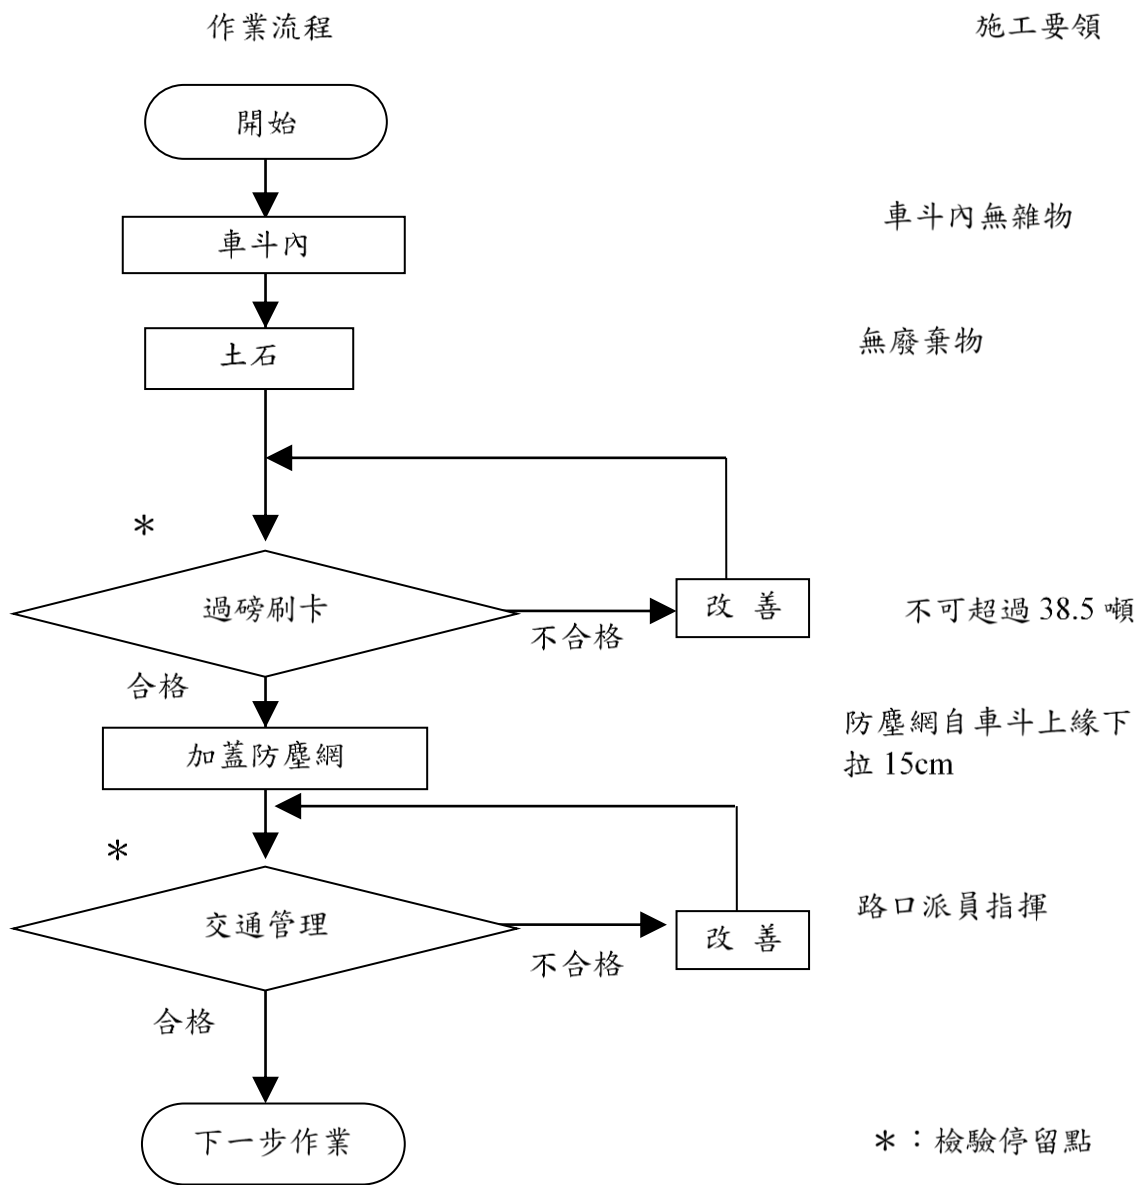 作業流程
施工要領
開始
車斗內無雜物
車斗內
無廢棄物
土石
*
過磅刷卡
改 善
不可超過 38.5 噸
不合格
合格
防塵網自車斗上緣下
拉 15cm
加蓋防塵網
*
交通管理
路口派員指揮
改 善
不合格
合格
下一步作業
*：檢驗停留點